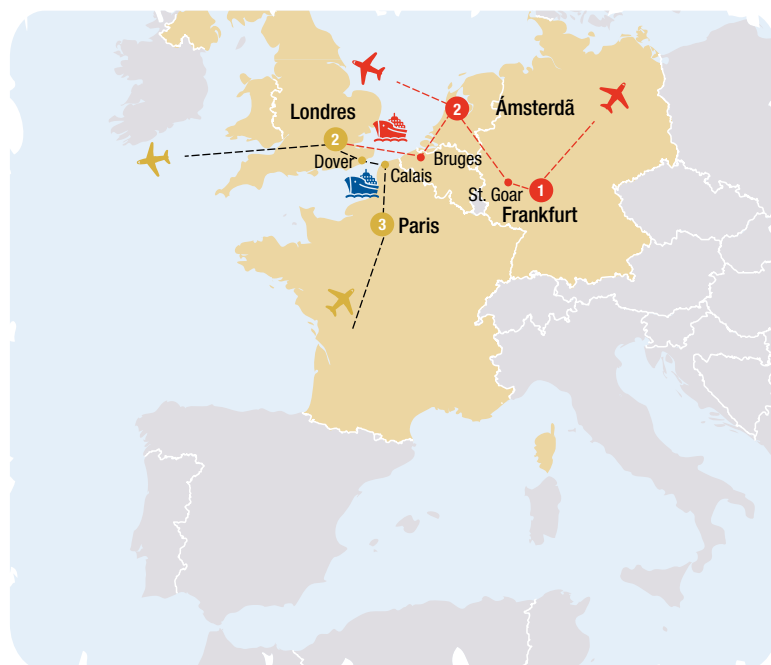 Londres
2
Ámsterdã
2
Dover
Bruges
Calais
St. Goar
1
Frankfurt
3
Paris